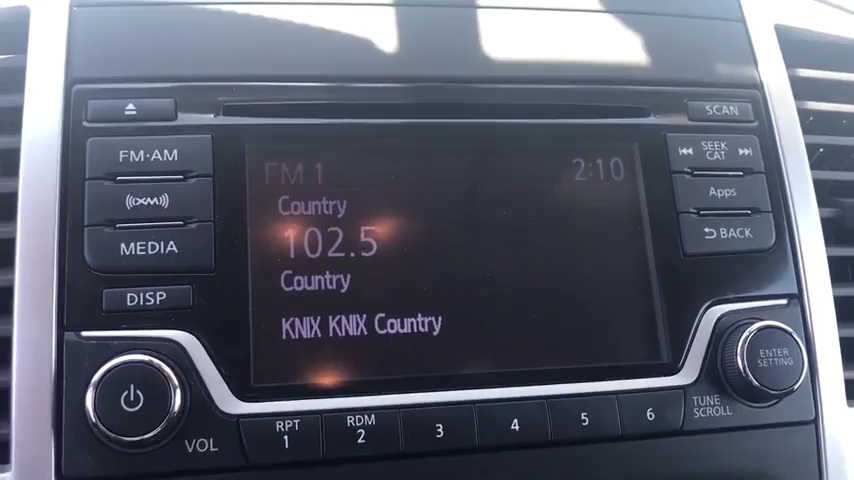 SCAN
FM·AM
SEEK
CAT
FM 1
2:10
Country
Apps
((XM))
102.5
BACK
MEDIA
Country
DISP
KNIX KNIX Country
ENTER
SETTING
TUNE
SCROLL
VOL
RPT
1
RDM
2
3
4
5
6